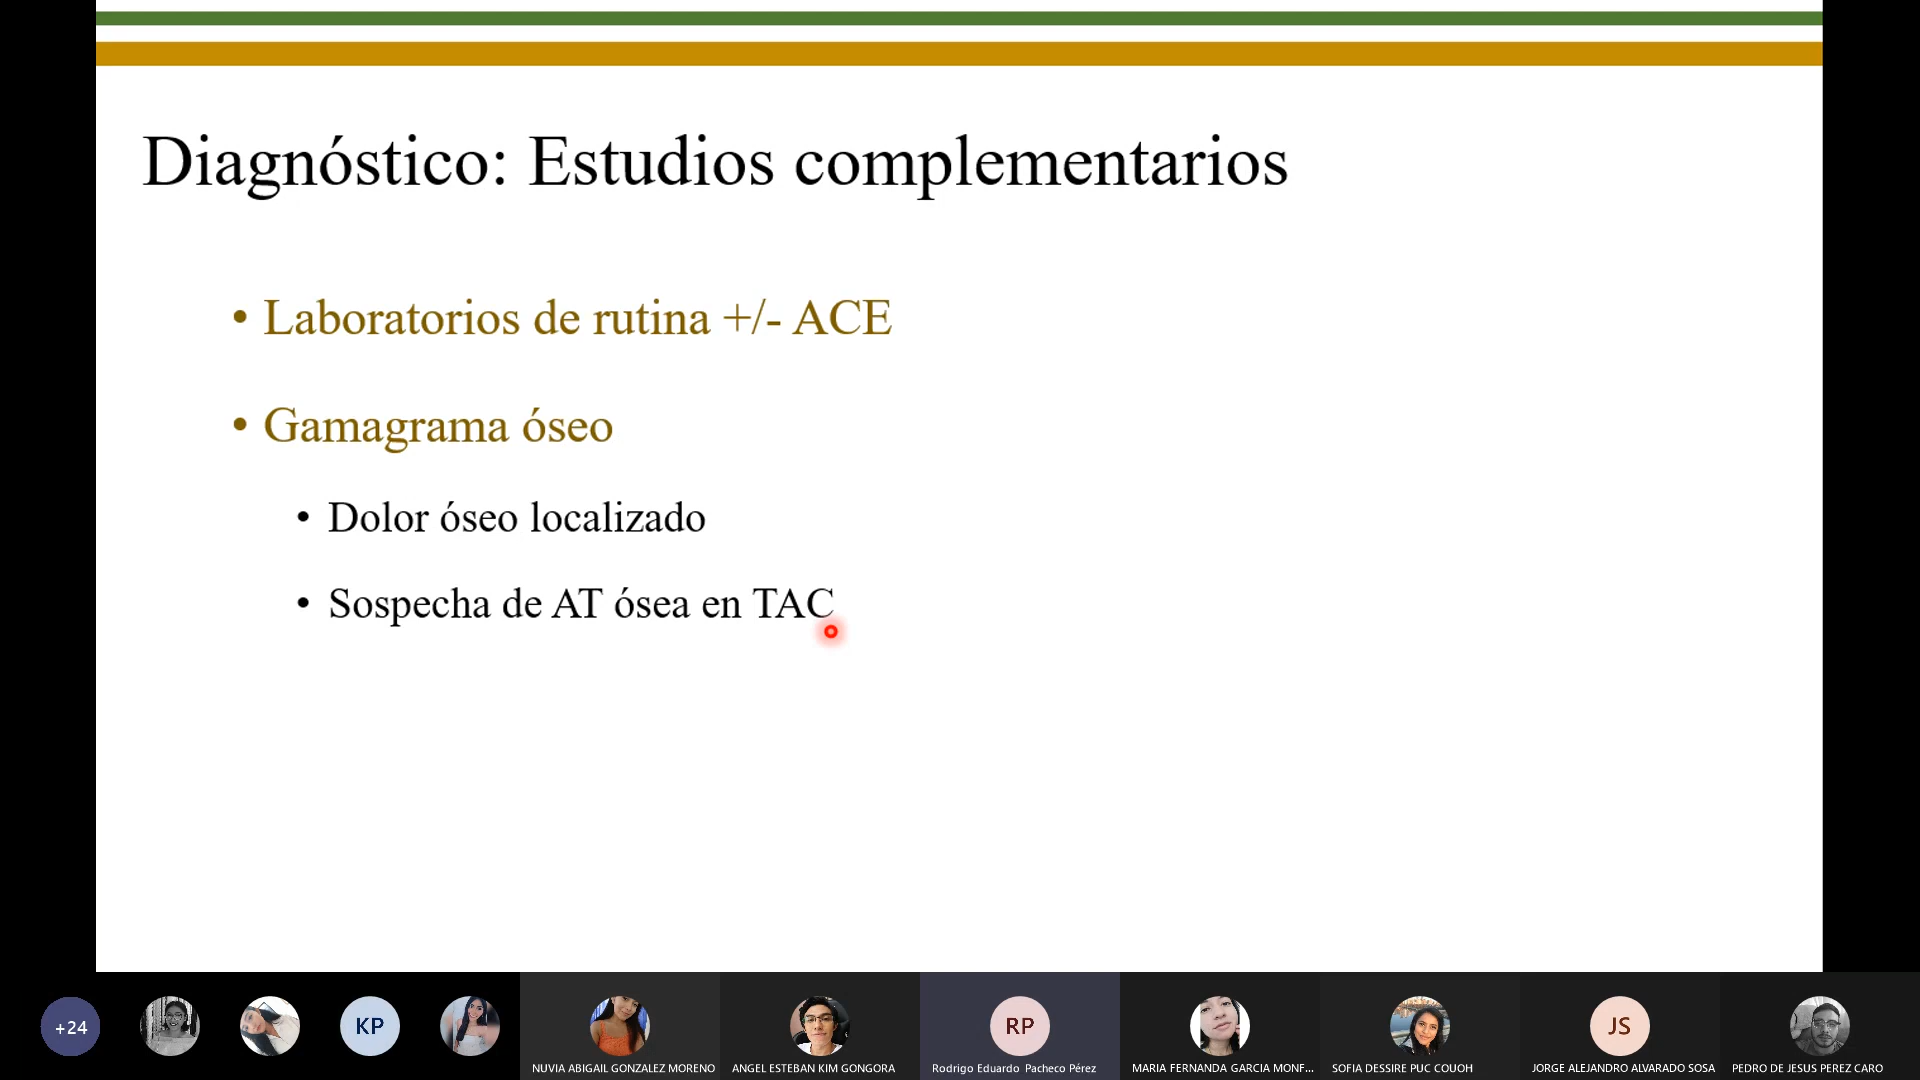 Diagnóstico: Estudios complementarios
• Laboratorios de rutina +/- ACE
• Gamagrama óseo
• Dolor óseo localizado
• Sospecha de AT ósea en TAC
+24
KP
RP
JS
NUVIA ABIGAIL GONZALEZ MORENO
ANGEL ESTEBAN KIM GONGORA
Rodrigo Eduardo Pacheco Pérez
MARIA FERNANDA GARCIA MONF...
SOFIA DESSIRE PUC COUOH
JORGE ALEJANDRO ALVARADO SOSA
PEDRO DE JESUS PEREZ CARO